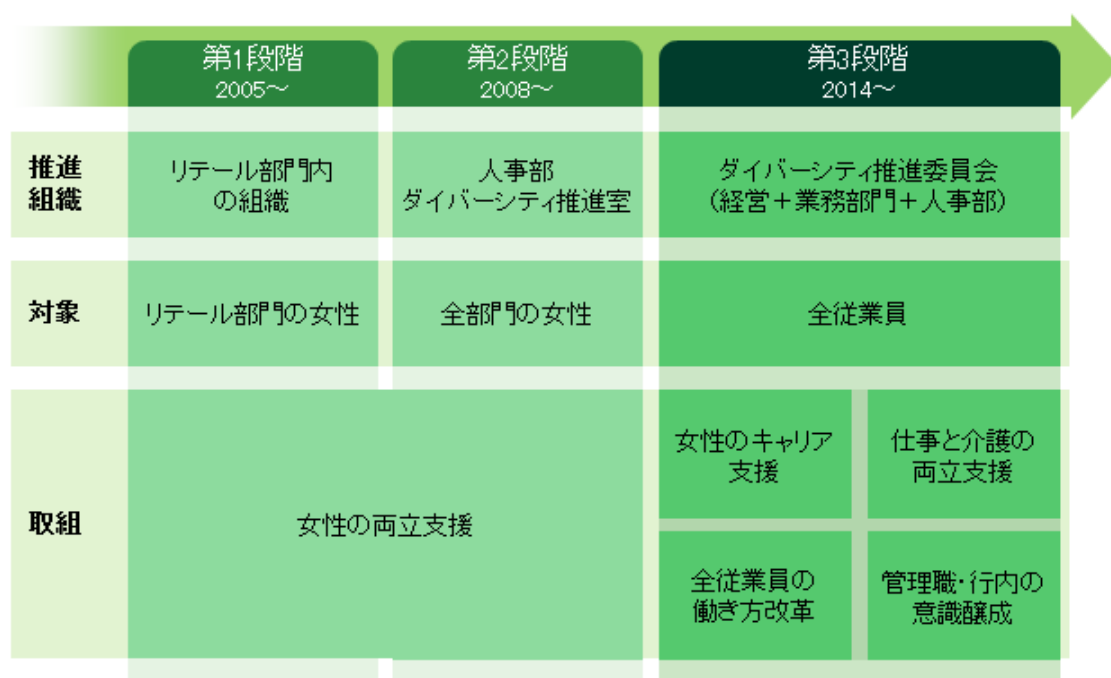 第1段階
2005～
第2段階
2008～
第3段階
2014～
推進
組織
リテール部門内
の組織
人事部
ダイバーシティ推進室
ダイバーシティ推進委員会
（経営＋業務部門＋人事部）
対象
リテール部門の女性
全部門の女性
全従業員
取組
女性の両立支援
女性のキャリア
支援
仕事と介護の
両立支援
全従業員の
働き方改革
管理職・行内の
意識醸成